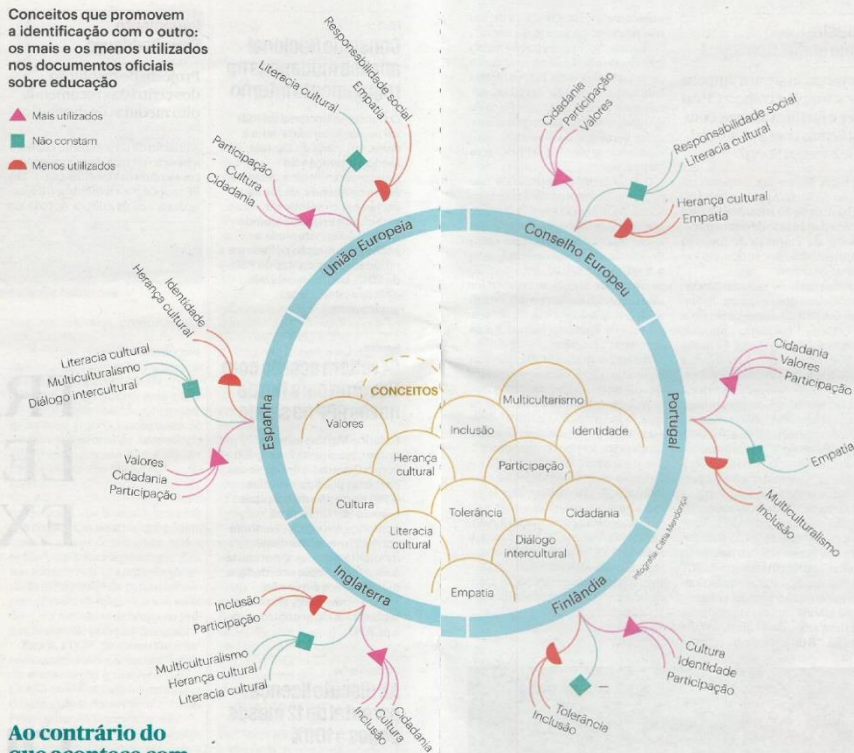 Conceitos que promovem
a identificação com o outro:
os mais e os menos utilizados
nos documentos oficiais
sobre educação
Mais utilizados
Não constam
Menos utilizados
União Europeia
Participação
Cultura
Cidadania
Literacia cultural
Responsabilidade social
Empatia
Conselho Europeu
Cidadania
Participação
Valores
Responsabilidade social
Literacia cultural
Herança cultural
Empatia
Portugal
Cidadania
Valores
Participação
Empatia
Multiculturalismo
Inclusão
Finlândia
Cultura
Identidade
Participação
–
Tolerância
Inclusão
Inglaterra
Inclusão
Participação
Multiculturalismo
Herança cultural
Literacia cultural
Cidadania
Cultura
Inclusão
Espanha
Identidade
Herança cultural
Literacia cultural
Multiculturalismo
Diálogo intercultural
Valores
Cidadania
Participação
CONCEITOS
Multicultarismo
Valores
Inclusão
Identidade
Herança
cultural
Participação
Cultura
Tolerância
Cidadania
Literacia
cultural
Diálogo
intercultural
Empatia
Infografia: Cátia Mendonça
Ao contrário do
que acontece com